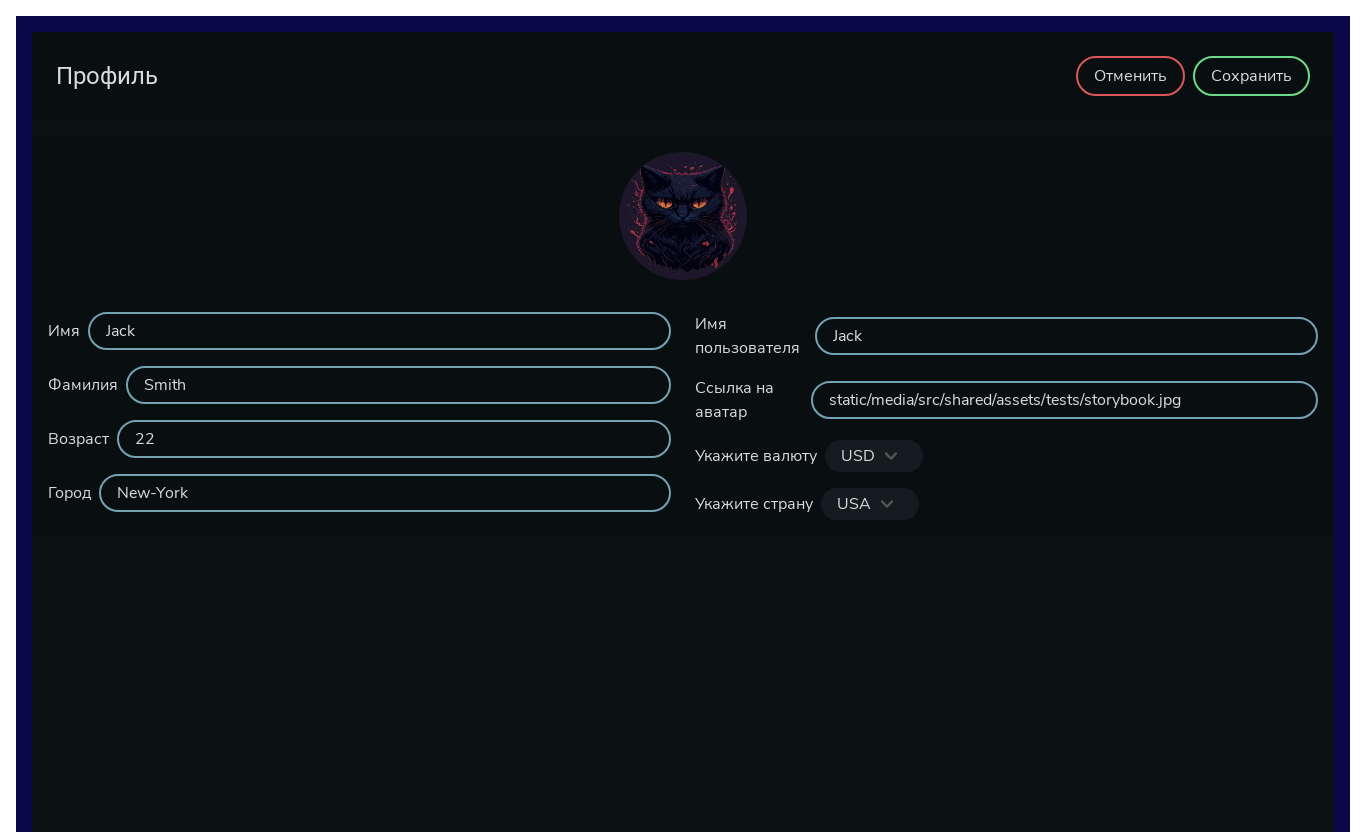 Профиль
Отменить
Сохранить
Имя
Jack
Фамилия
Smith
Возраст
22
Город
New-York
Имя
пользователя
Jack
Ссылка на
аватар
static/media/src/shared/assets/tests/storybook.jpg
Укажите валюту
USD
Укажите страну
USA